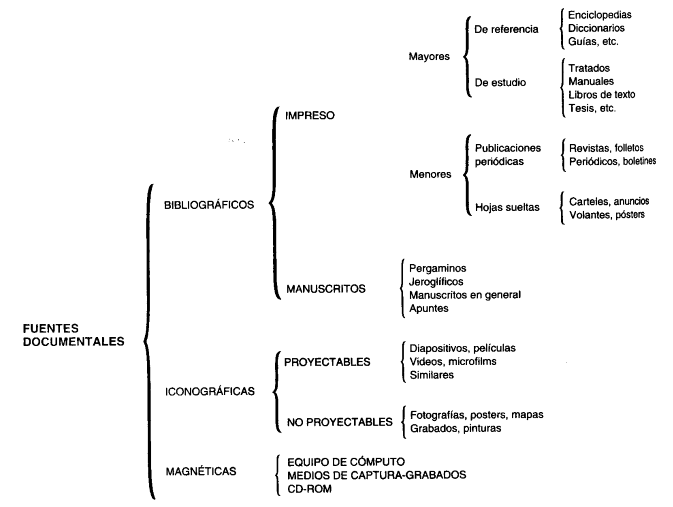 Enciclopedias
De referencia
Diccionarios
Guías, etc.
Mayores
Tratados
De estudio
Manuales
Libros de texto
Tesis, etc.
IMPRESO
Publicaciones
periódicas
Revistas, folletos
Periódicos, boletines
Menores
Hojas sueltas
Carteles, anuncios
Volantes, pósters
BIBLIOGRÁFICOS
MANUSCRITOS
Pergaminos
Jeroglíficos
Manuscritos en general
Apuntes
FUENTES
DOCUMENTALES
PROYECTABLES
Diapositivos, películas
Videos, microfilms
Similares
ICONOGRÁFICAS
NO PROYECTABLES
Fotografías, posters, mapas
Grabados, pinturas
MAGNÉTICAS
EQUIPO DE CÓMPUTO
MEDIOS DE CAPTURA-GRABADOS
CD-ROM